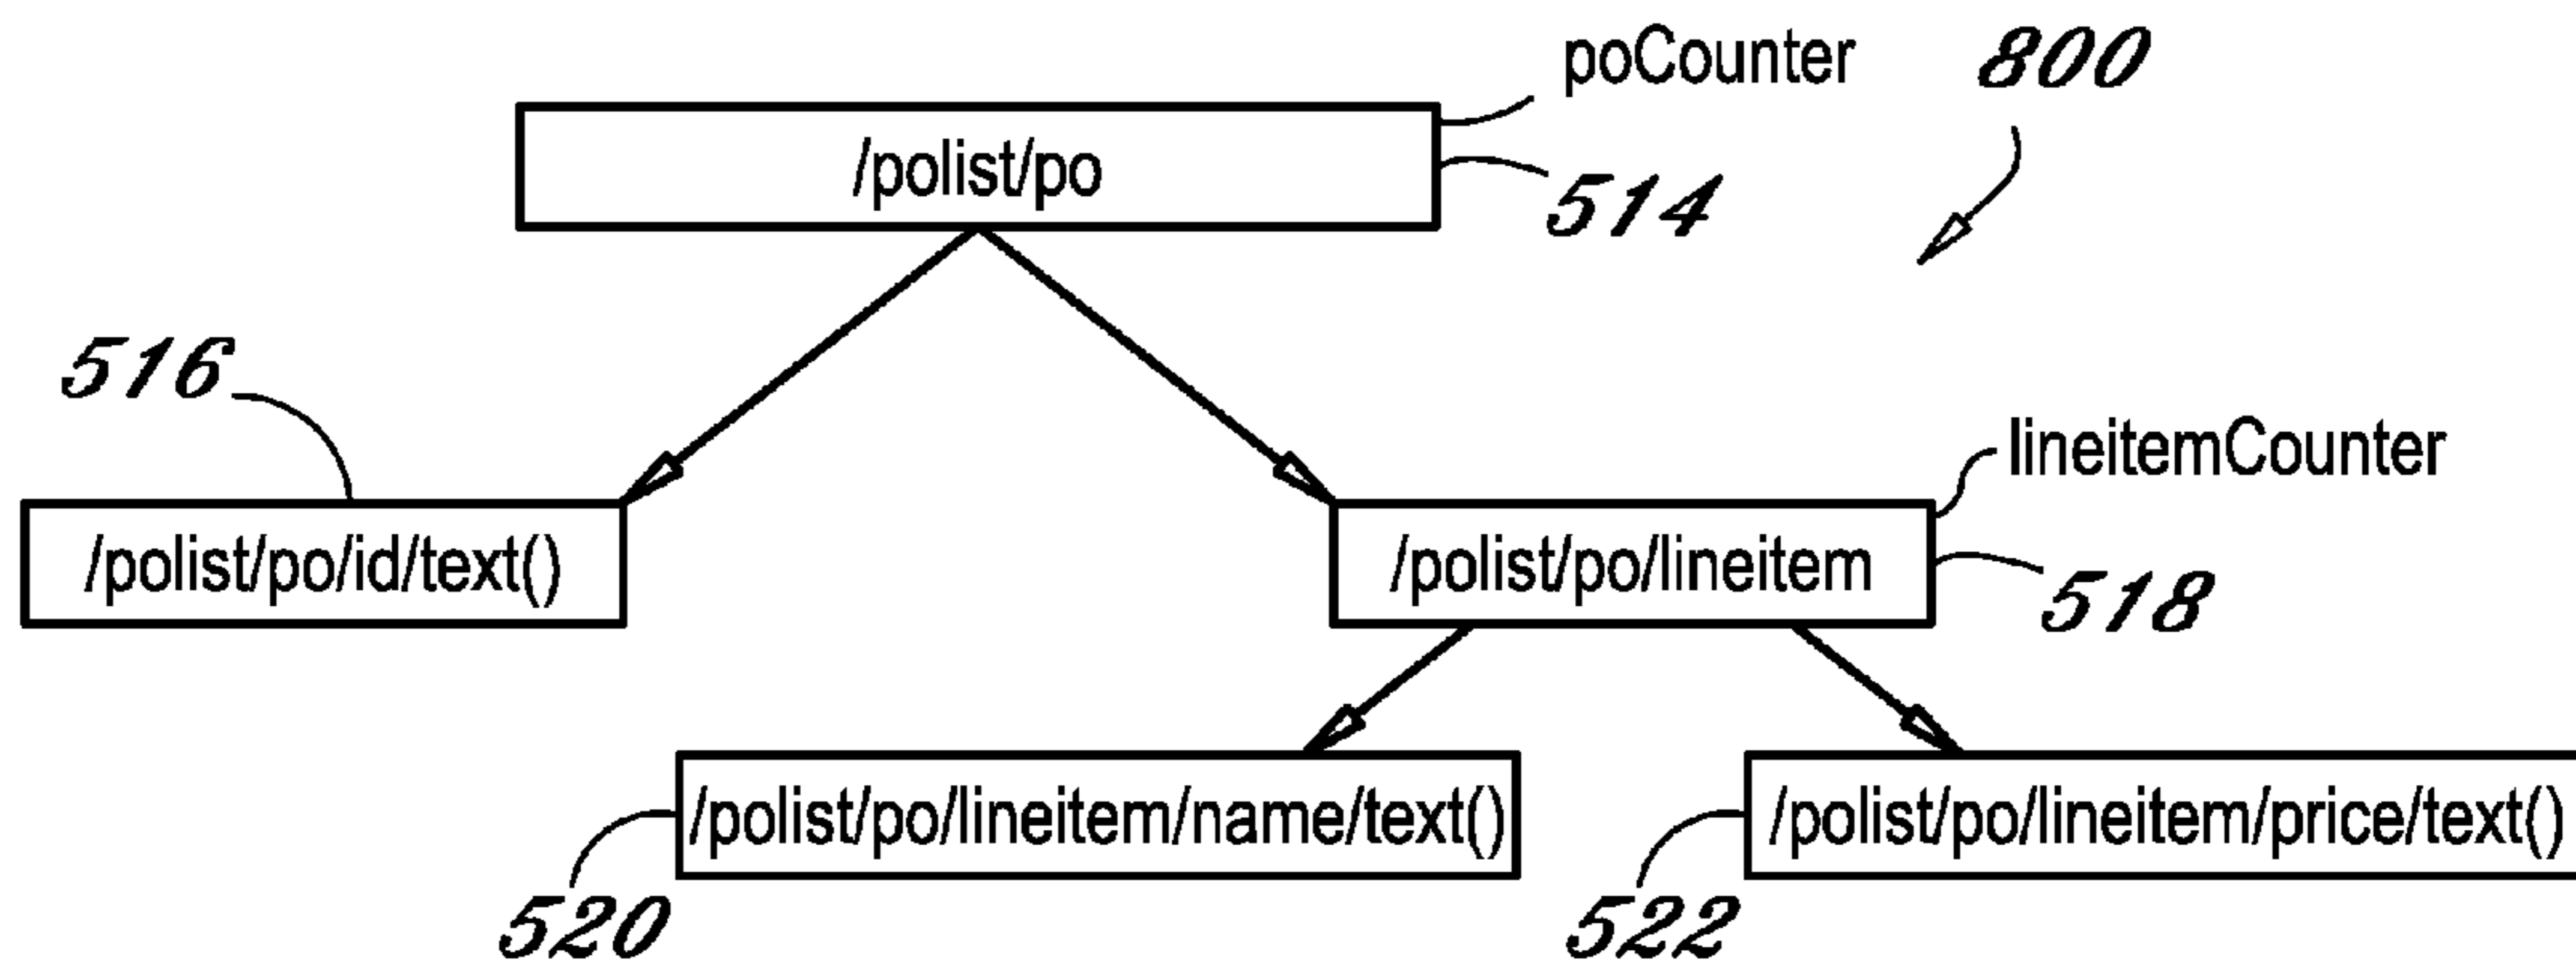 poCounter
800
/polist/po
514
516
lineitemCounter
/polist/po/id/text()
/polist/po/lineitem
518
/polist/po/lineitem/name/text()
/polist/po/lineitem/price/text()
520
522